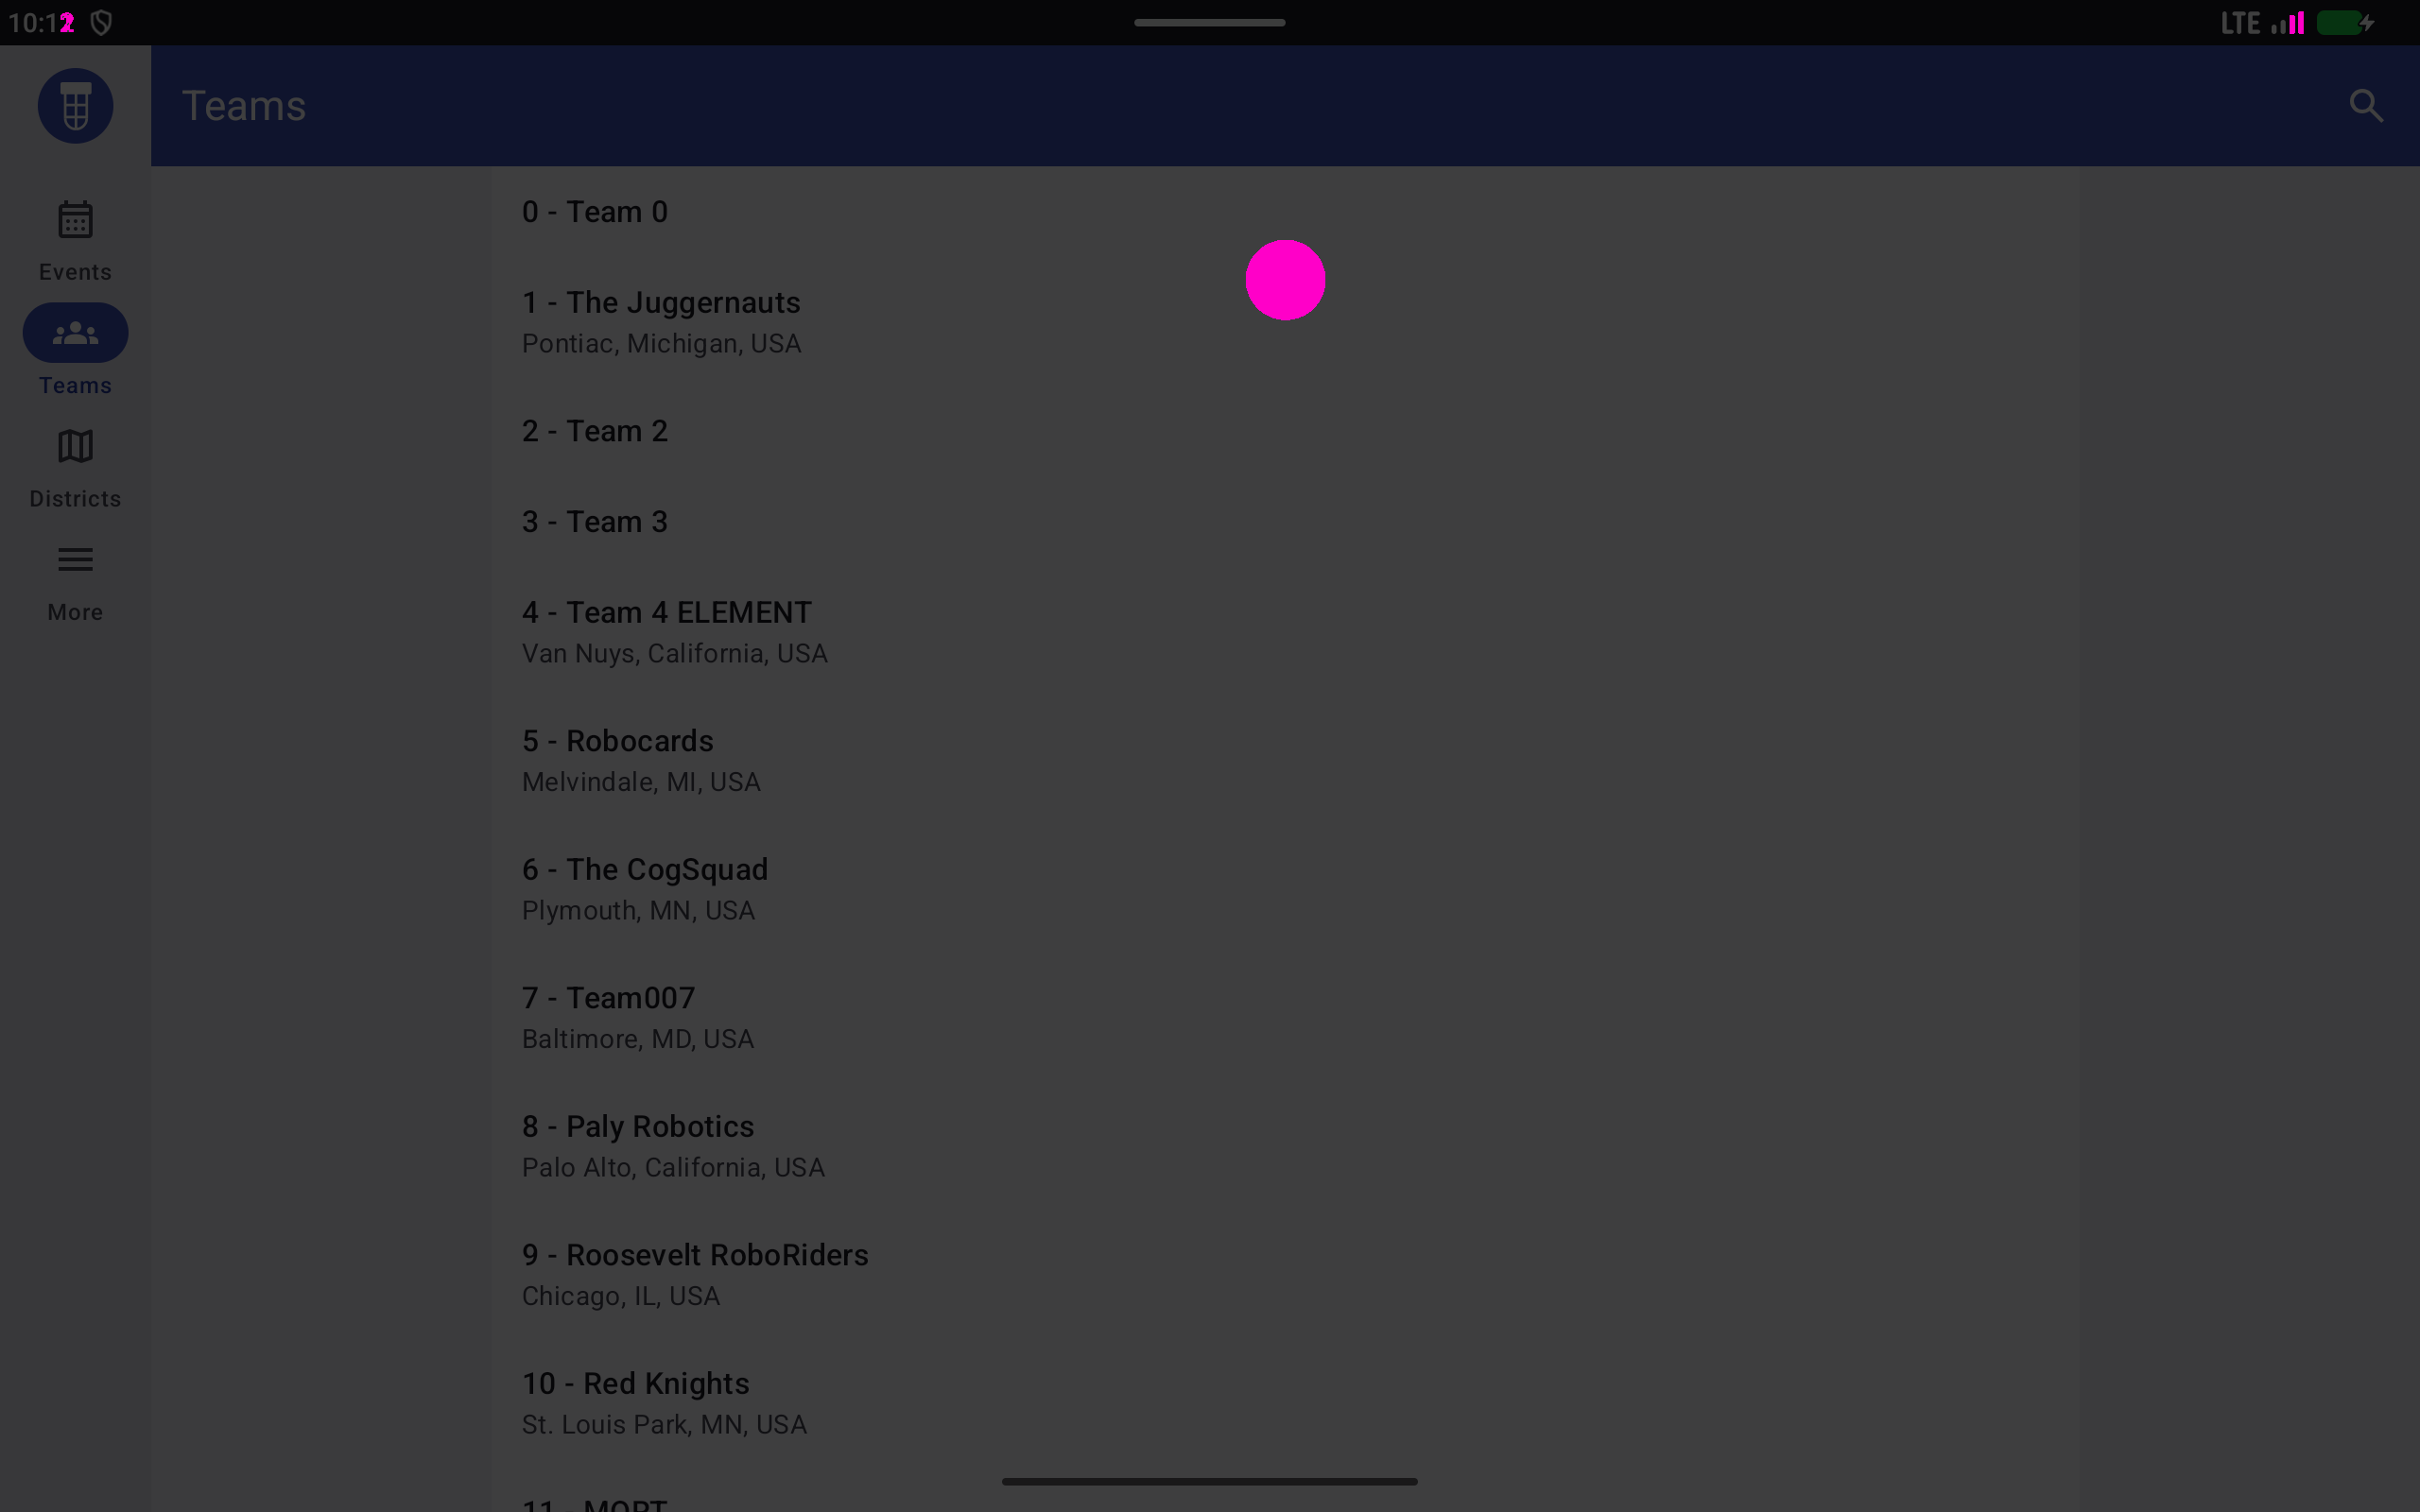 10:12
LTE
Teams
Events
Teams
Districts
More
0 - Team 0
1 - The Juggernauts
Pontiac, Michigan, USA
2 - Team 2
3 - Team 3
4 - Team 4 ELEMENT
Van Nuys, California, USA
5 - Robocards
Melvindale, MI, USA
6 - The CogSquad
Plymouth, MN, USA
7 - Team007
Baltimore, MD, USA
8 - Paly Robotics
Palo Alto, California, USA
9 - Roosevelt RoboRiders
Chicago, IL, USA
10 - Red Knights
St. Louis Park, MN, USA
11 - MORT